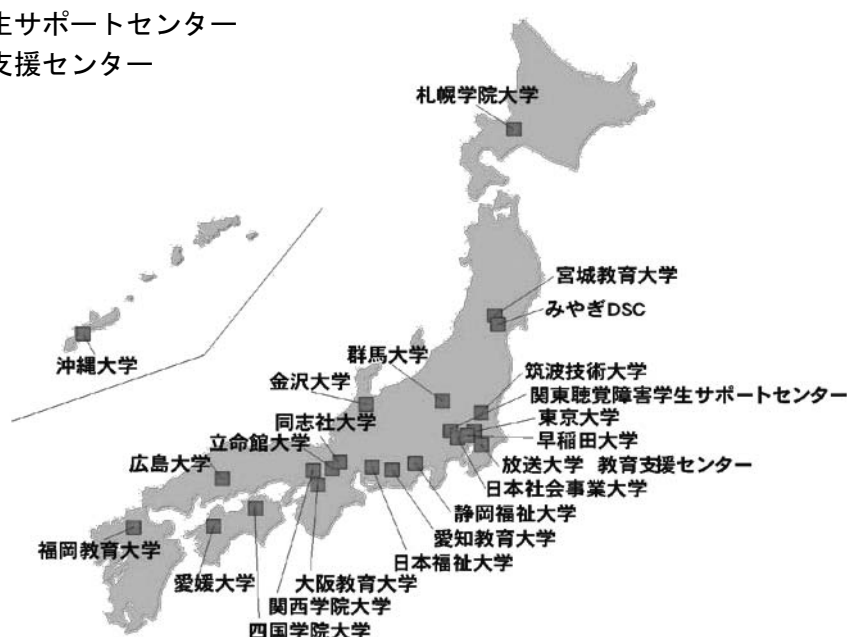 生サポートセンター
支援センター
札幌学院大学
宮城教育大学
みやぎDSC
沖縄大学
群馬大学
筑波技術大学
金沢大学
関東聴覚障害学生サポートセンター
同志社大学
東京大学
立命館大学
早稲田大学
広島大学
放送大学 教育支援センター
日本社会事業大学
静岡福祉大学
愛知教育大学
福岡教育大学
日本福祉大学
愛媛大学
大阪教育大学
関西学院大学
四国学院大学